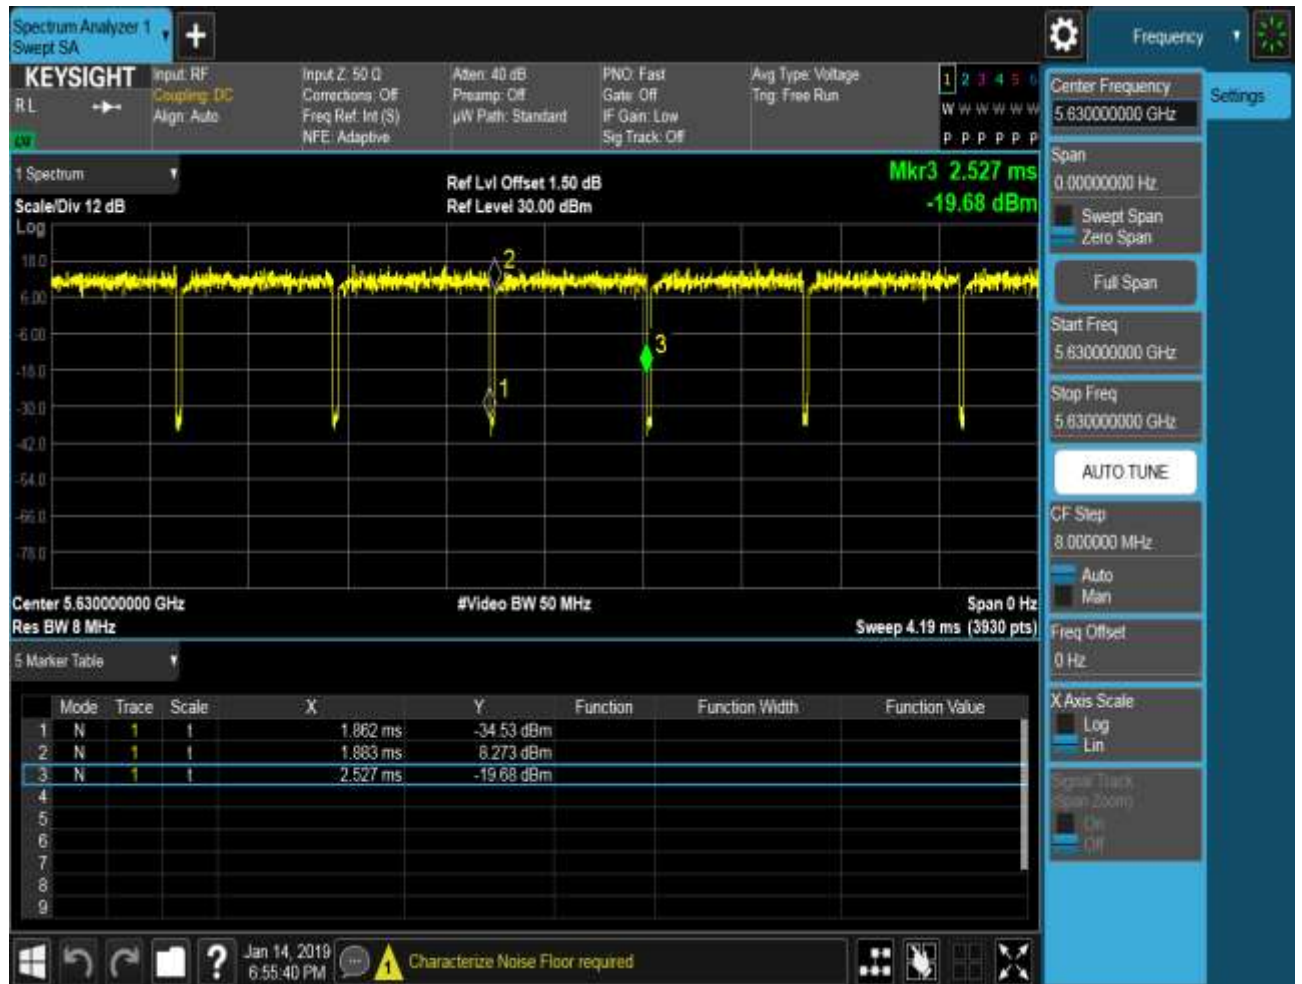 Spectrum Analyzer 1
Swept SA
Frequency
KEYSIGHT
R L
Input: RF
Coupling: DC
Align: Auto
Input Z: 50 Ω
Corrections: Off
Freq Ref: Int (S)
NFE: Adaptive
Atten: 40 dB
Preamp: Off
µW Path: Standard
PNO: Fast
Gate: Off
IF Gain: Low
Sig Track: Off
Avg Type: Voltage
Trig: Free Run
1 2 3 4 5 6
W W W W W W
P P P P P P
1 Spectrum
Scale/Div 12 dB
Log
Ref Lvl Offset 1.50 dB
Ref Level 30.00 dBm
Mkr3 2.527 ms
-19.68 dBm
18.0
6.00
-6.00
-18.0
-30.0
-42.0
-54.0
-66.0
-78.0
2
3
1
Center 5.630000000 GHz
#Video BW 50 MHz
Span 0 Hz
Res BW 8 MHz
Sweep 4.19 ms (3930 pts)
5 Marker Table
Mode Trace Scale X Y Function Function Width Function Value
1 N 1 t 1.862 ms -34.53 dBm
2 N 1 t 1.883 ms 8.273 dBm
3 N 1 t 2.527 ms -19.68 dBm
4
5
6
7
8
9
Center Frequency
5.630000000 GHz
Settings
Span
0.00000000 Hz
Swept Span
Zero Span
Full Span
Start Freq
5.630000000 GHz
Stop Freq
5.630000000 GHz
AUTO TUNE
CF Step
8.000000 MHz
Auto
Man
Freq Offset
0 Hz
X Axis Scale
Log
Lin
Signal Track
(Span Zoom)
On
Off
?
Jan 14, 2019
6:55:40 PM
1
Characterize Noise Floor required